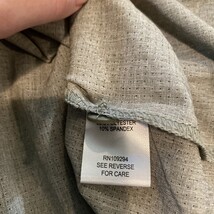 10% SPANDEX
RN109294
SEE REVERSE
FOR CARE